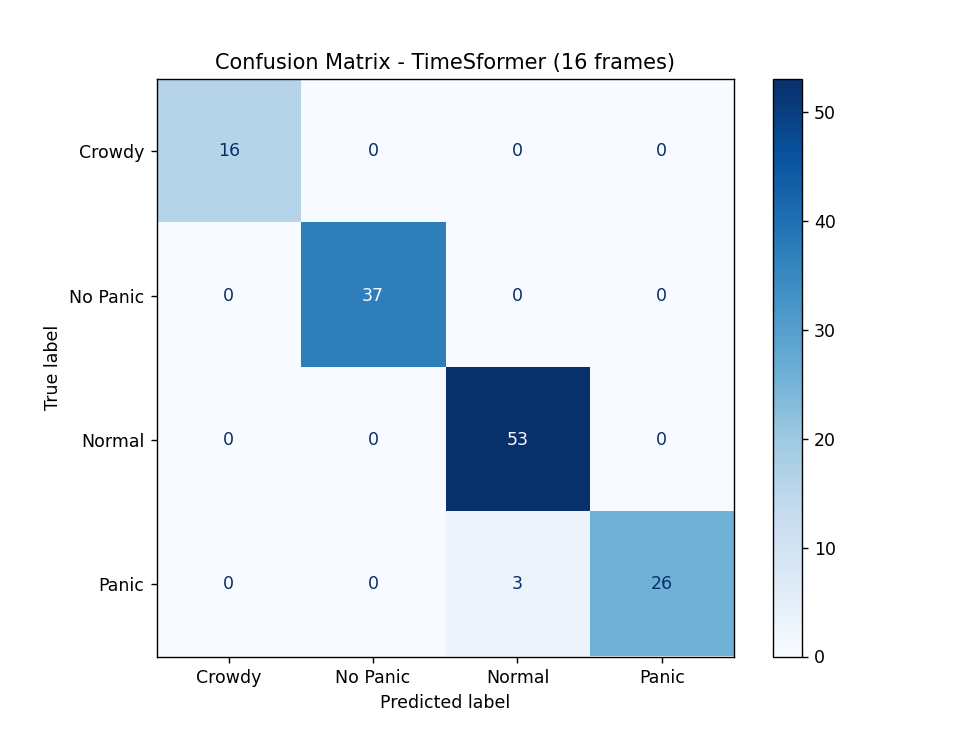 Confusion Matrix - TimeSformer (16 frames)
Crowdy 16 0 0 0
No Panic 0 37 0 0
Normal 0 0 53 0
Panic 0 0 3 26
Crowdy No Panic Normal Panic
Predicted label
True label
50
40
30
20
10
0